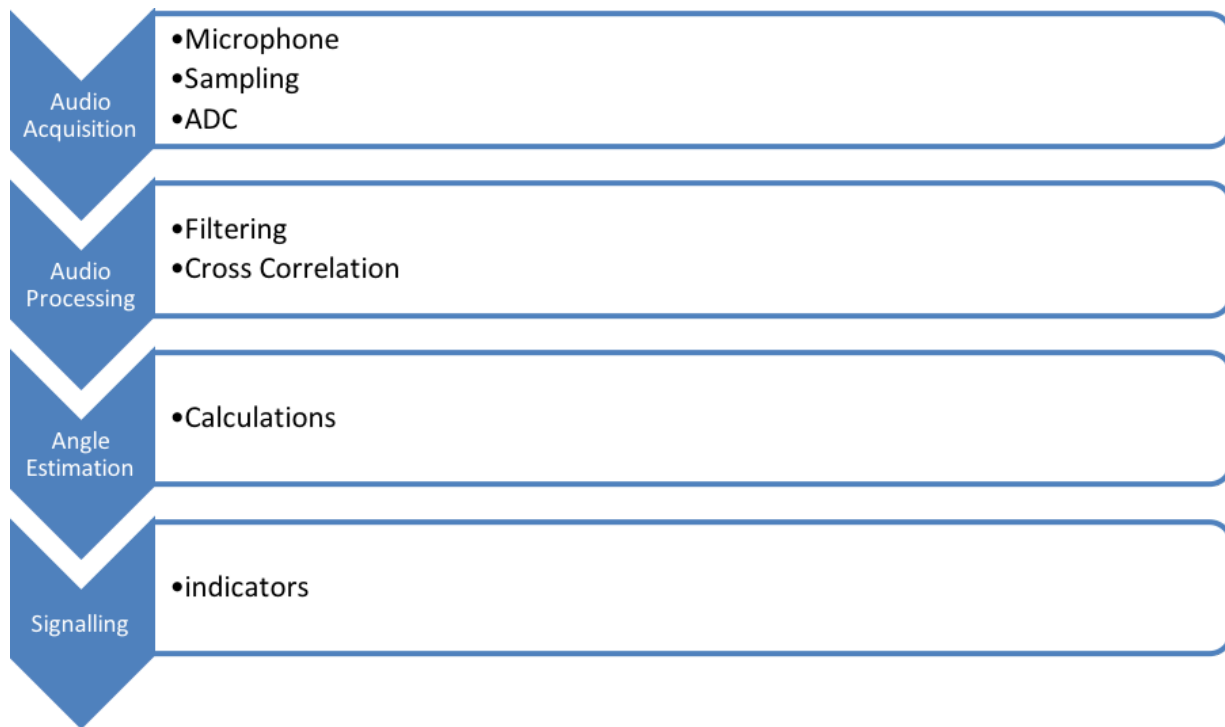 Audio
Acquisition
•Microphone
•Sampling
•ADC
Audio
Processing
•Filtering
•Cross Correlation
Angle
Estimation
•Calculations
Signalling
•indicators